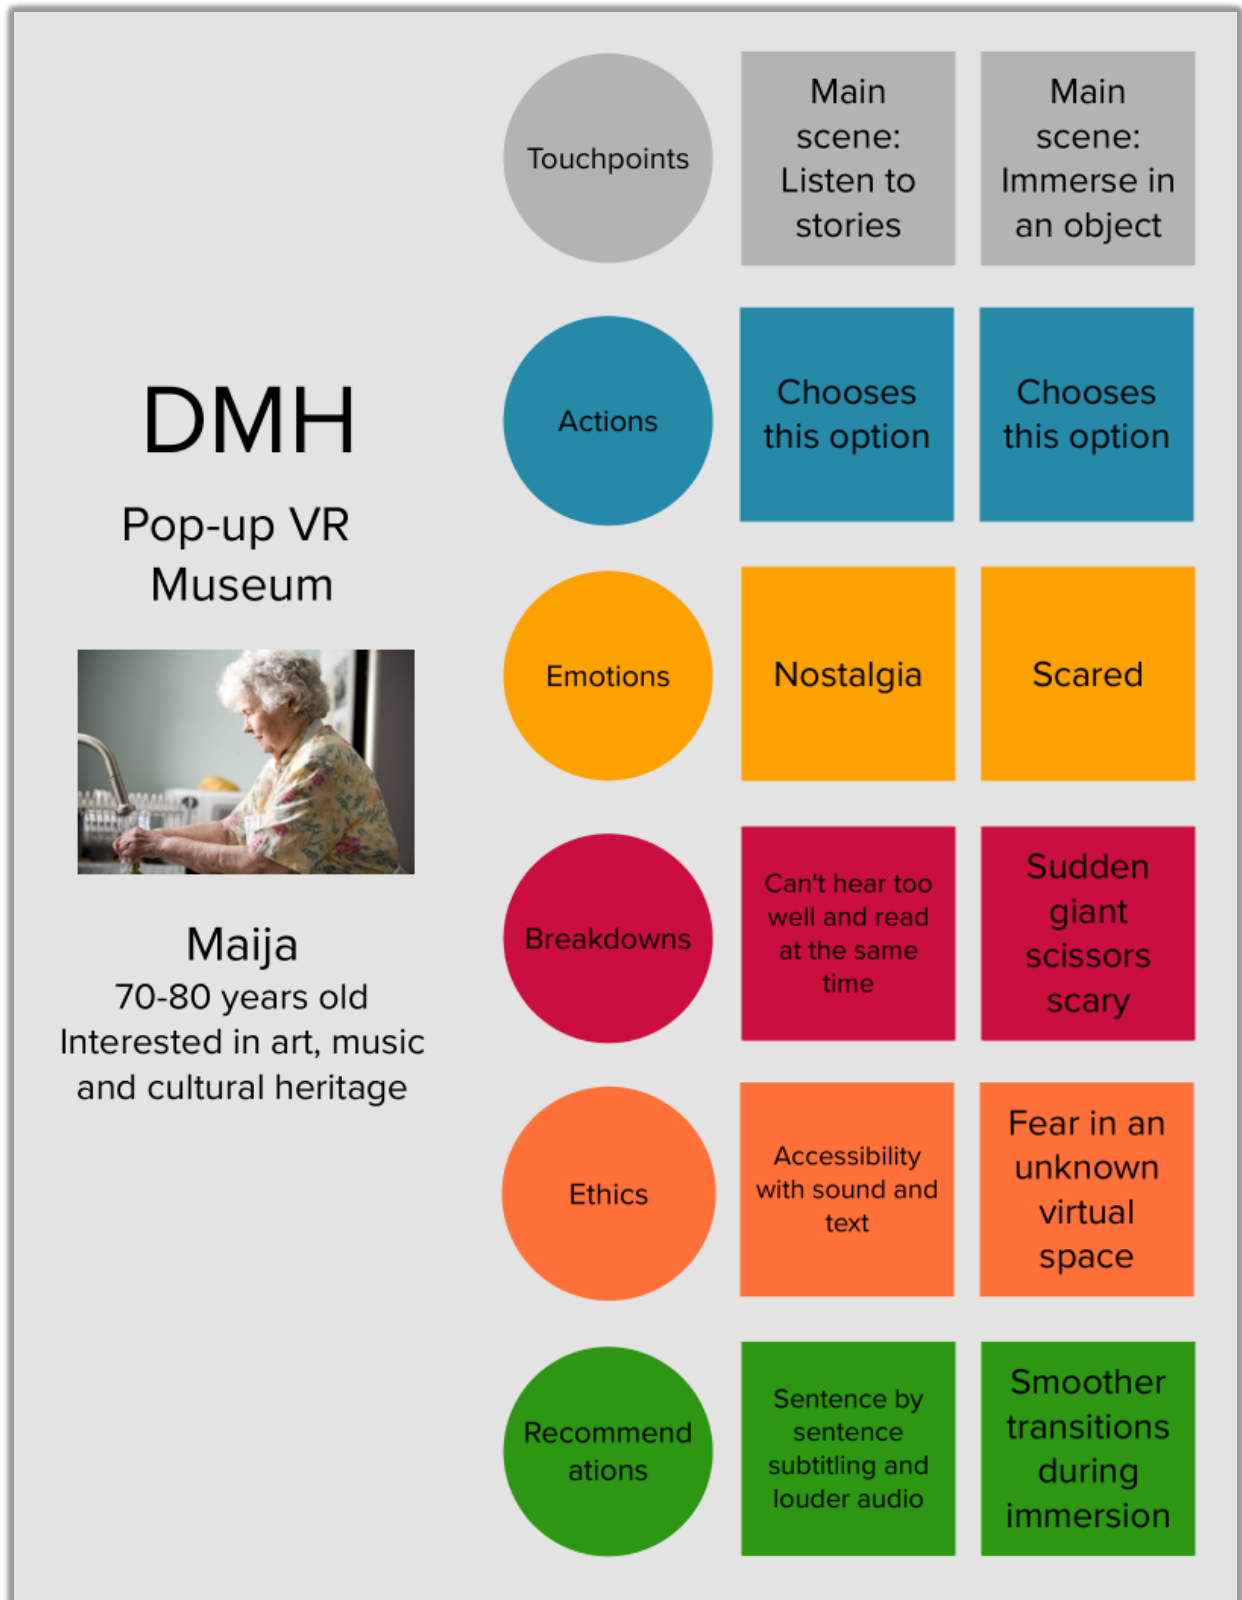 DMH
Pop-up VR
Museum
Maija
70-80 years old
Interested in art, music
and cultural heritage
Touchpoints
Main
scene:
Listen to
stories
Main
scene:
Immerse in
an object
Actions
Chooses
this option
Chooses
this option
Emotions
Nostalgia
Scared
Breakdowns
Can't hear too
well and read
at the same
time
Sudden
giant
scissors
scary
Ethics
Accessibility
with sound and
text
Fear in an
unknown
virtual
space
Recommend
ations
Sentence by
sentence
subtitling and
louder audio
Smoother
transitions
during
immersion